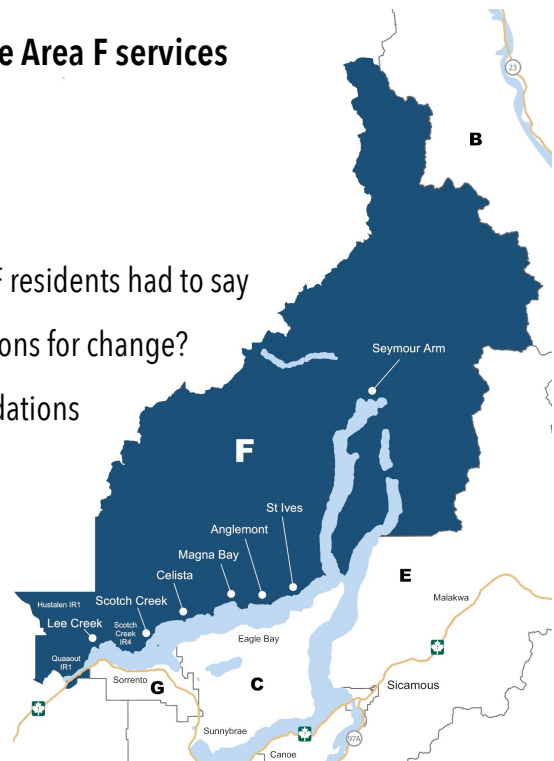 e Area F services
23
B
F residents had to say
ons for change?
dations
Seymour Arm
F
St Ives
Anglemont
Magna Bay
Celista
E
Hustalen IR1
Scotch Creek
Malakwa
Lee Creek
Scotch
Creek
IR4
Eagle Bay
Quaaout
IR1
Sorrento
G
C
Sicamous
Sunnybrae
97A
Canoe